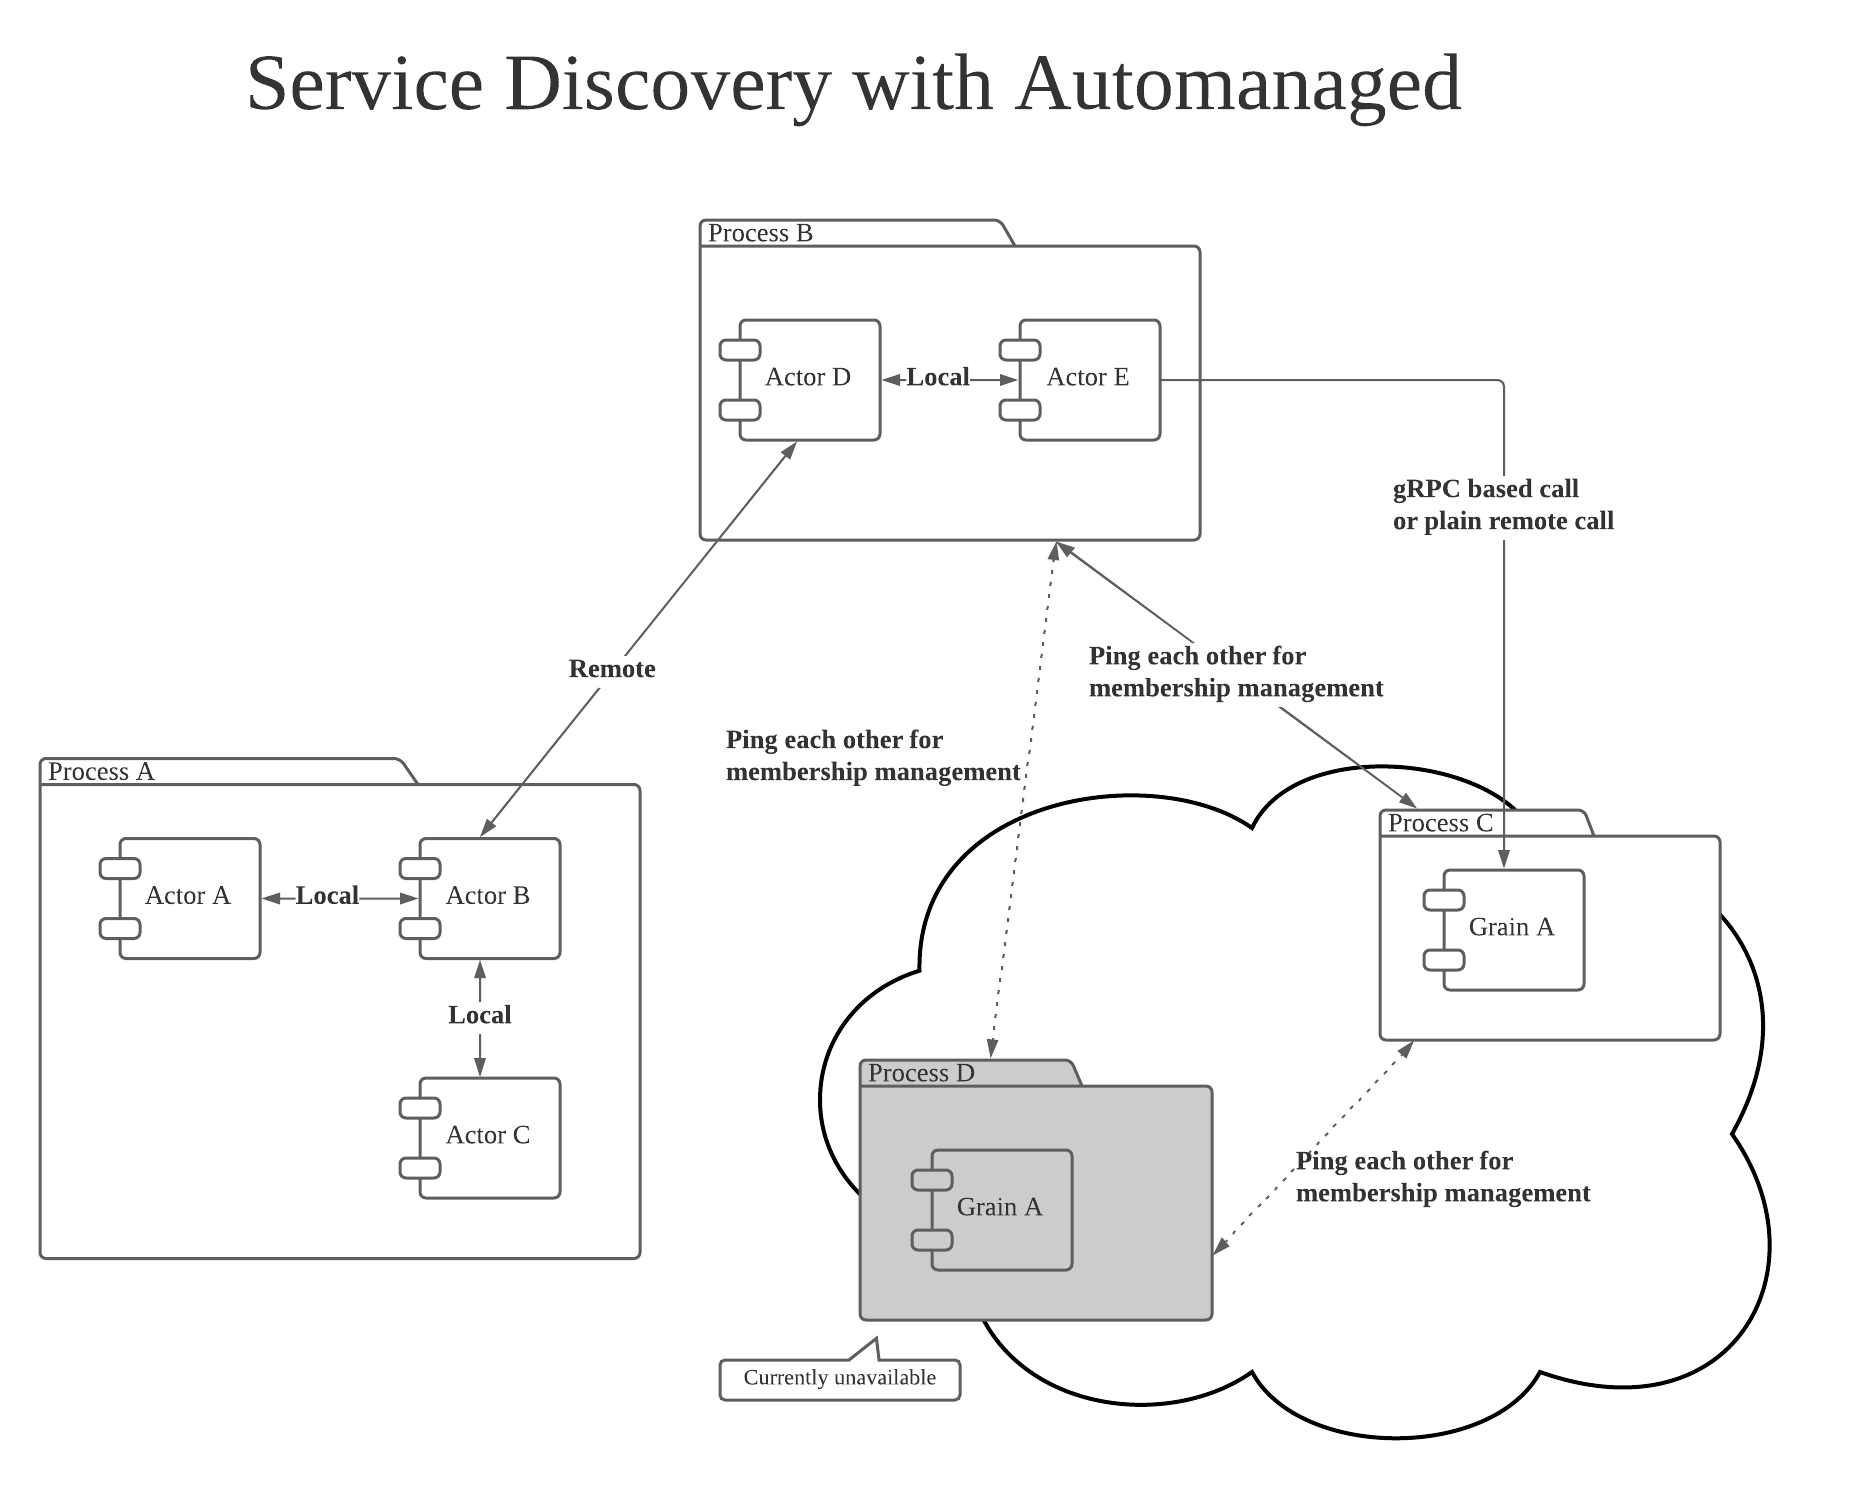 Service Discovery with Automanaged
Process B
Actor D
Local
Actor E
gRPC based call
or plain remote call
Remote
Ping each other for
membership management
Ping each other for
membership management
Process A
Actor A
Local
Actor B
Local
Actor C
Process C
Grain A
Process D
Grain A
Ping each other for
membership management
Currently unavailable